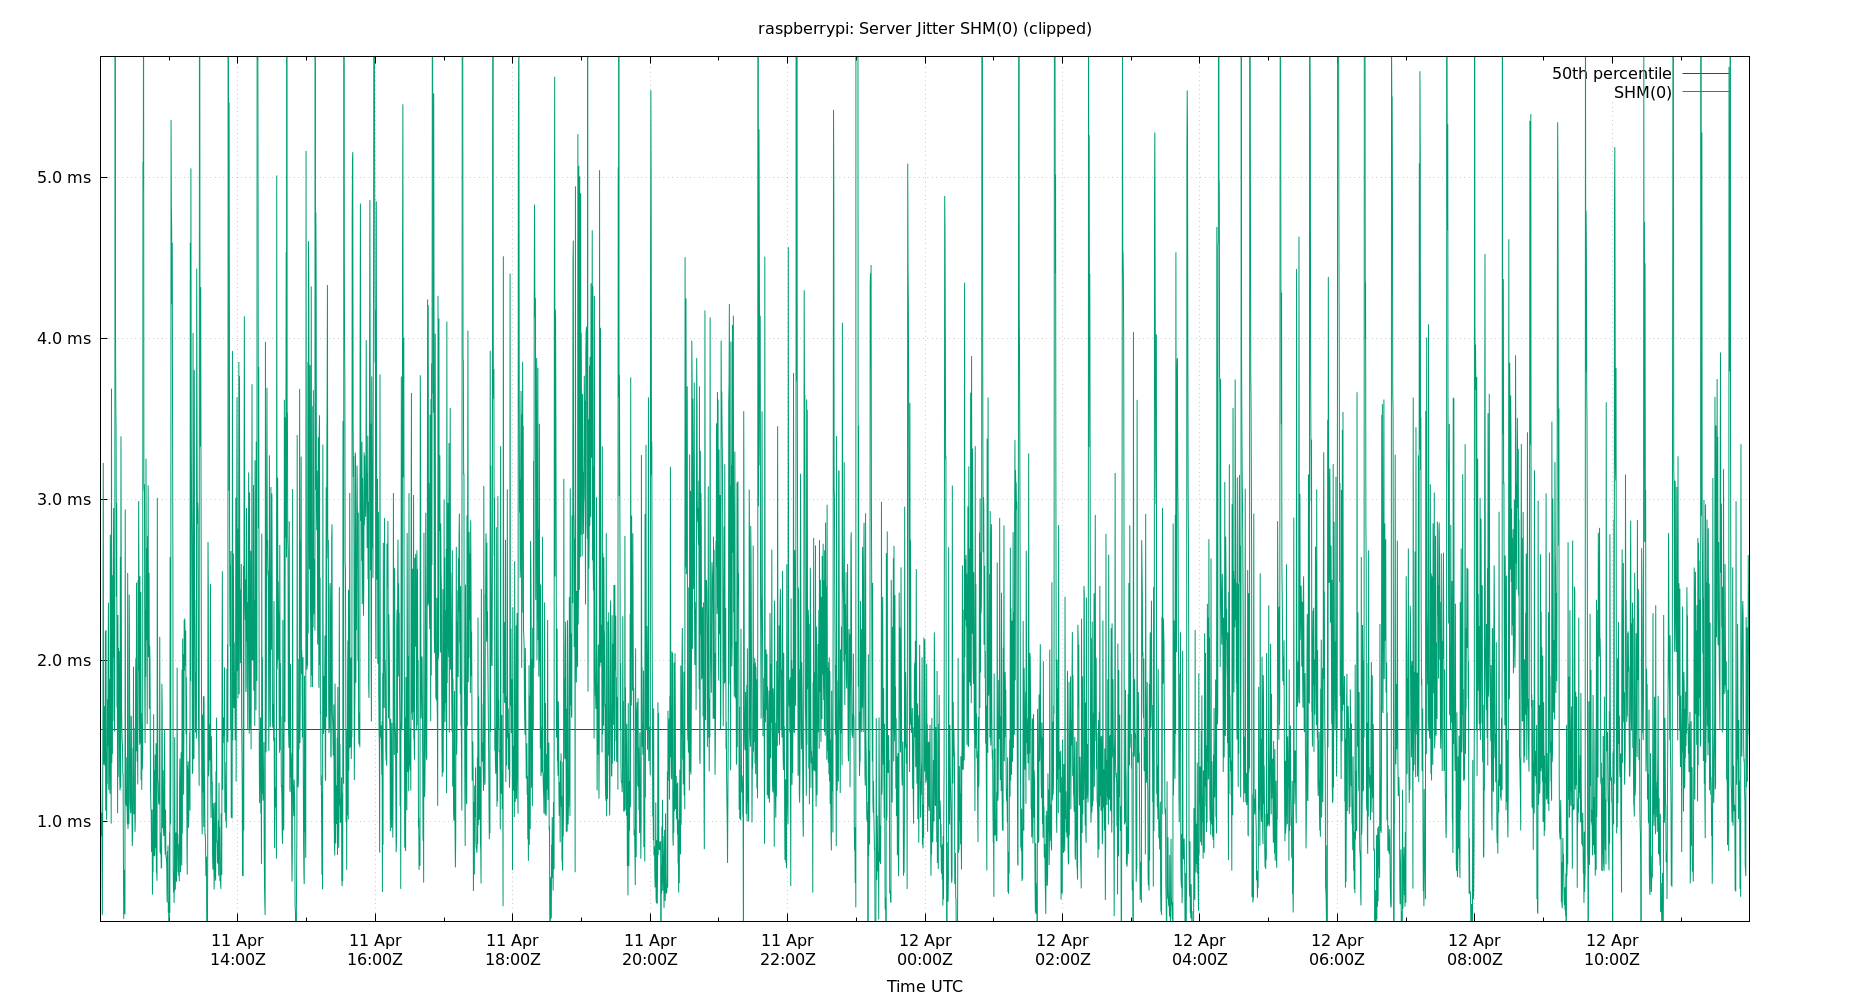 raspberrypi: Server Jitter SHM(0) (clipped)
50th percentile
SHM(0)
5.0 ms
4.0 ms
3.0 ms
2.0 ms
1.0 ms
11 Apr 11 Apr 11 Apr 11 Apr 11 Apr 12 Apr 12 Apr 12 Apr 12 Apr 12 Apr 12 Apr
14:00Z 16:00Z 18:00Z 20:00Z 22:00Z 00:00Z 02:00Z 04:00Z 06:00Z 08:00Z 10:00Z
Time UTC